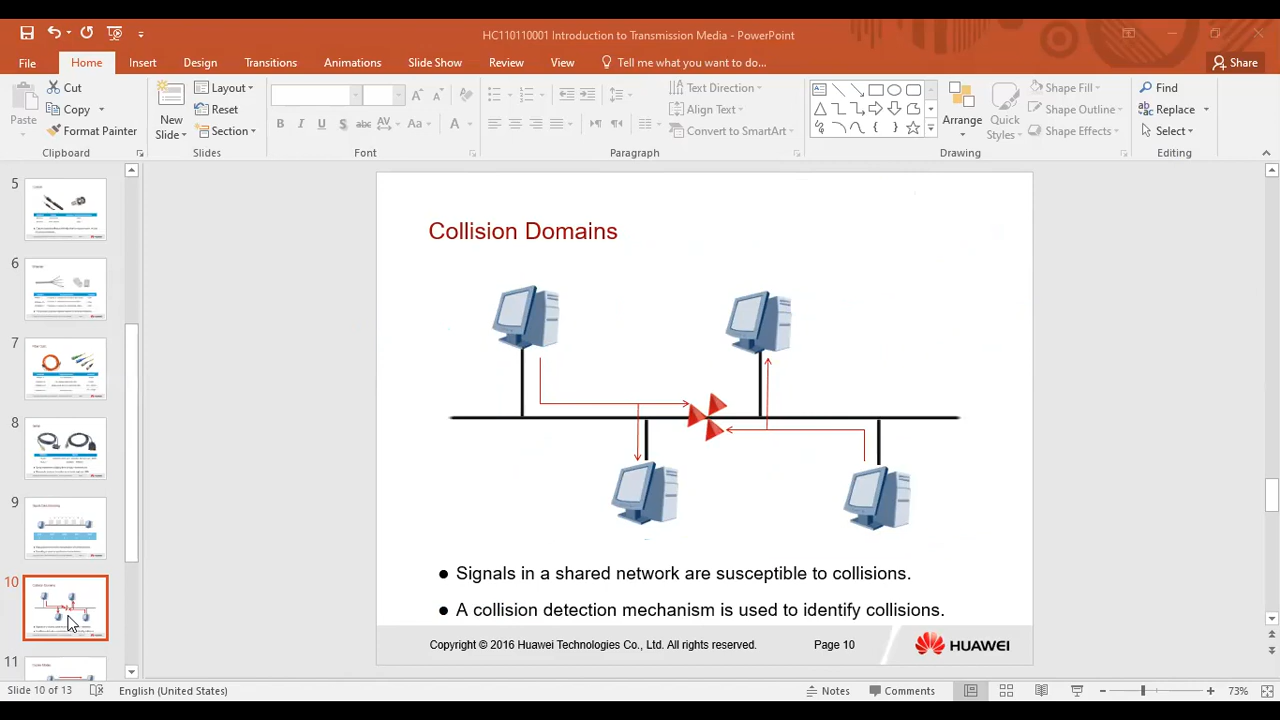 HC110110001 Introduction to Transmission Media - PowerPoint
File Home Insert Design Transitions Animations Slide Show Review View Tell me what you want to do... Share
Paste
Cut
Copy
Format Painter
Clipboard
New Slide
Layout
Reset
Section
Slides
B I U S abc AV Aa A
Font
Paragraph
Text Direction
Align Text
Convert to SmartArt
Arrange
Quick Styles
Shape Fill
Shape Outline
Shape Effects
Drawing
Find
Replace
Select
Editing
5
6
7
8
9
10
11
Collision Domains
Signals in a shared network are susceptible to collisions.
A collision detection mechanism is used to identify collisions.
Copyright © 2016 Huawei Technologies Co., Ltd. All rights reserved. Page 10 HUAWEI
Slide 10 of 13 English (United States) Notes Comments 73%